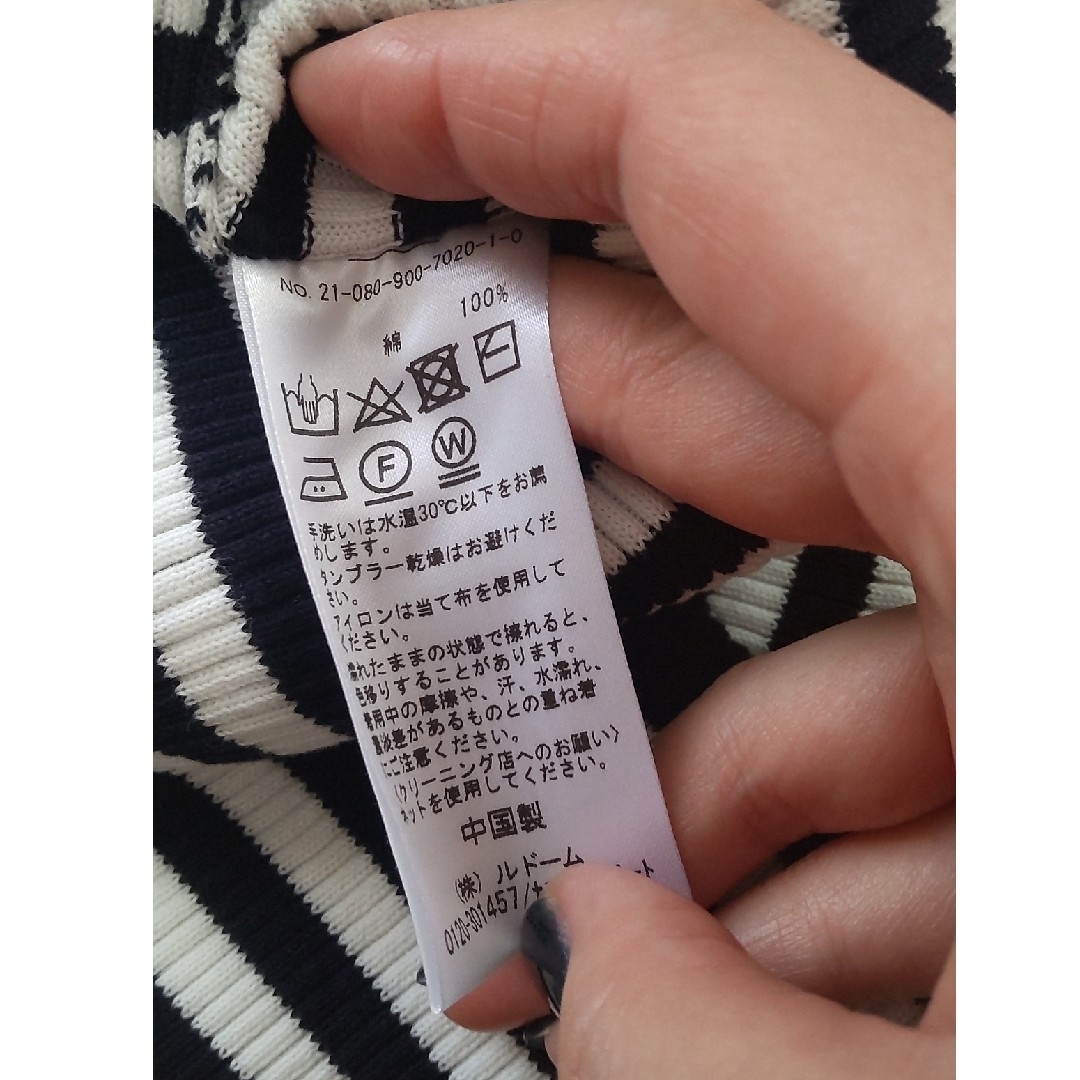 NO. 21-080-900-7020-1-0
綿 100%
F W
手洗いは水温30℃以下をお薦
めします。
タンブラー乾燥はお避けくだ
さい。
アイロンは当て布を使用して
ください。
濡れたままの状態で擦れると、
色移りすることがあります。
着用中の摩擦や、汗、水濡れ、
濃淡差があるものとの重ね着
にご注意ください。
〈クリーニング店へのお願い〉
ネットを使用してください。
中国製
(株) ルドーム
0120-301457/カ